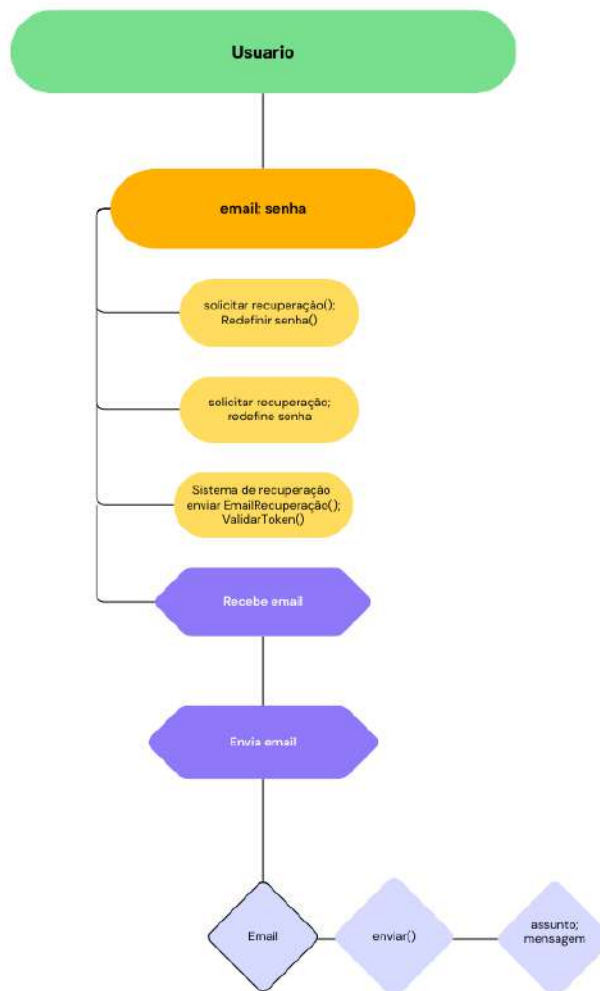 Usuario
email; senha
solicitar recuperação();
Redefinir senha()
solicitar recuperação;
redefine senha
Sistema de recuperação
enviar EmailRecuperação();
ValidarToken()
Recebe email
Envia email
Email
enviar()
assunto;
mensagem